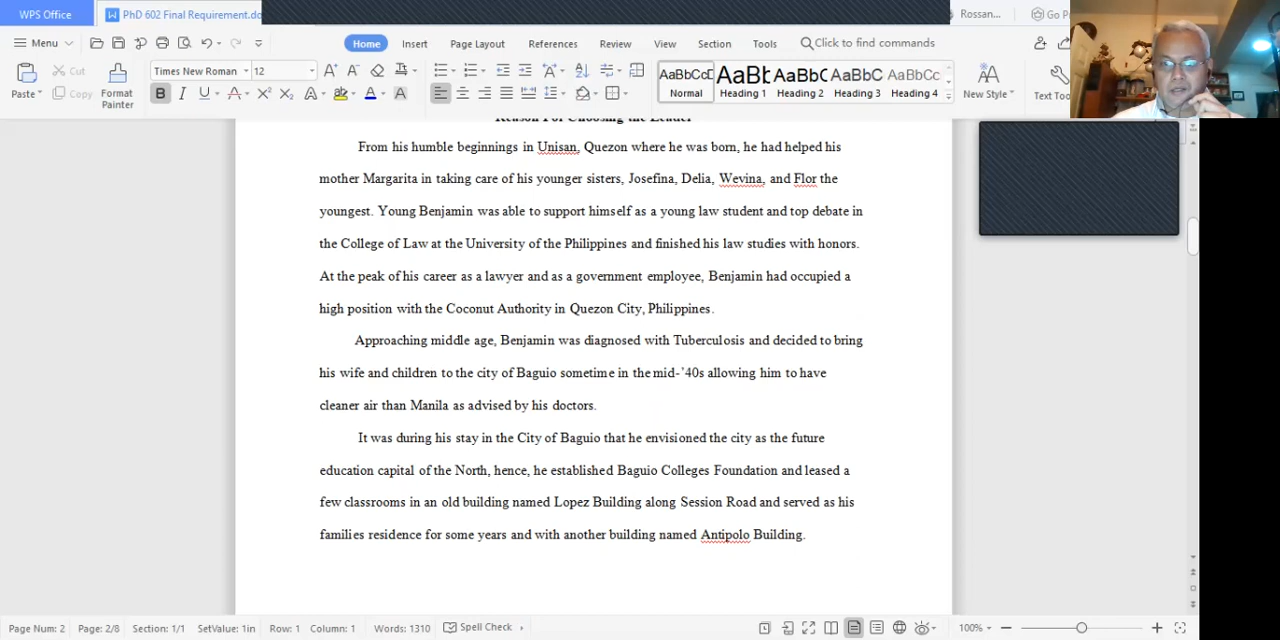 WPS Office
PhD 602 Final Requirement.do
Rossan...
Go P
Menu
Home
Insert
Page Layout
References
Review
View
Section
Tools
Click to find commands
Paste
Cut
Copy
Format Painter
Times New Roman
12
AaBbCcD
Normal
AaBb
Heading 1
AaBbC
Heading 2
AaBbC
Heading 3
AaBbCc
Heading 4
New Style
Text Too
Reason For Choosing the Leader
From his humble beginnings in Unisan, Quezon where he was born, he had helped his
mother Margarita in taking care of his younger sisters, Josefina, Delia, Wevina, and Flor the
youngest. Young Benjamin was able to support himself as a young law student and top debate in
the College of Law at the University of the Philippines and finished his law studies with honors.
At the peak of his career as a lawyer and as a government employee, Benjamin had occupied a
high position with the Coconut Authority in Quezon City, Philippines.
Approaching middle age, Benjamin was diagnosed with Tuberculosis and decided to bring
his wife and children to the city of Baguio sometime in the mid-'40s allowing him to have
cleaner air than Manila as advised by his doctors.
It was during his stay in the City of Baguio that he envisioned the city as the future
education capital of the North, hence, he established Baguio Colleges Foundation and leased a
few classrooms in an old building named Lopez Building along Session Road and served as his
families residence for some years and with another building named Antipolo Building.
Page Num: 2
Page: 2/8
Section: 1/1
SetValue: 1in
Row: 1
Column: 1
Words: 1310
Spell Check
100%